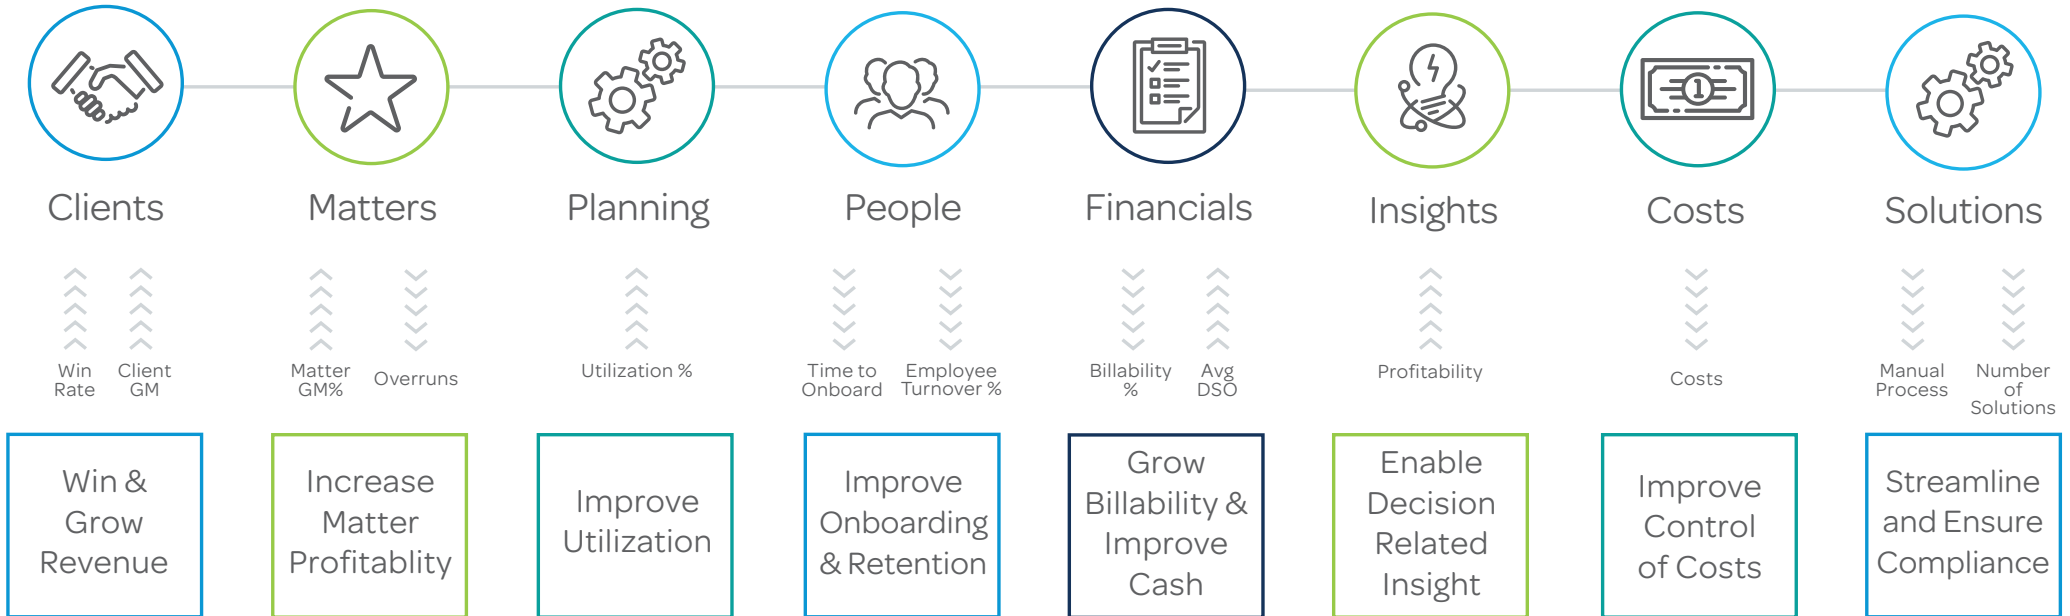 Clients
Matters
Planning
People
Financials
Insights
Costs
Solutions
Win
Rate
Client
GM
Matter
GM%
Overruns
Utilization %
Time to
Onboard
Employee
Turnover %
Billability
%
Avg
DSO
Profitability
Costs
Manual
Process
Number
of
Solutions
Win &
Grow
Revenue
Increase
Matter
Profitablity
Improve
Utilization
Improve
Onboarding
& Retention
Grow
Billability &
Improve
Cash
Enable
Decision
Related
Insight
Improve
Control
of Costs
Streamline
and Ensure
Compliance
1